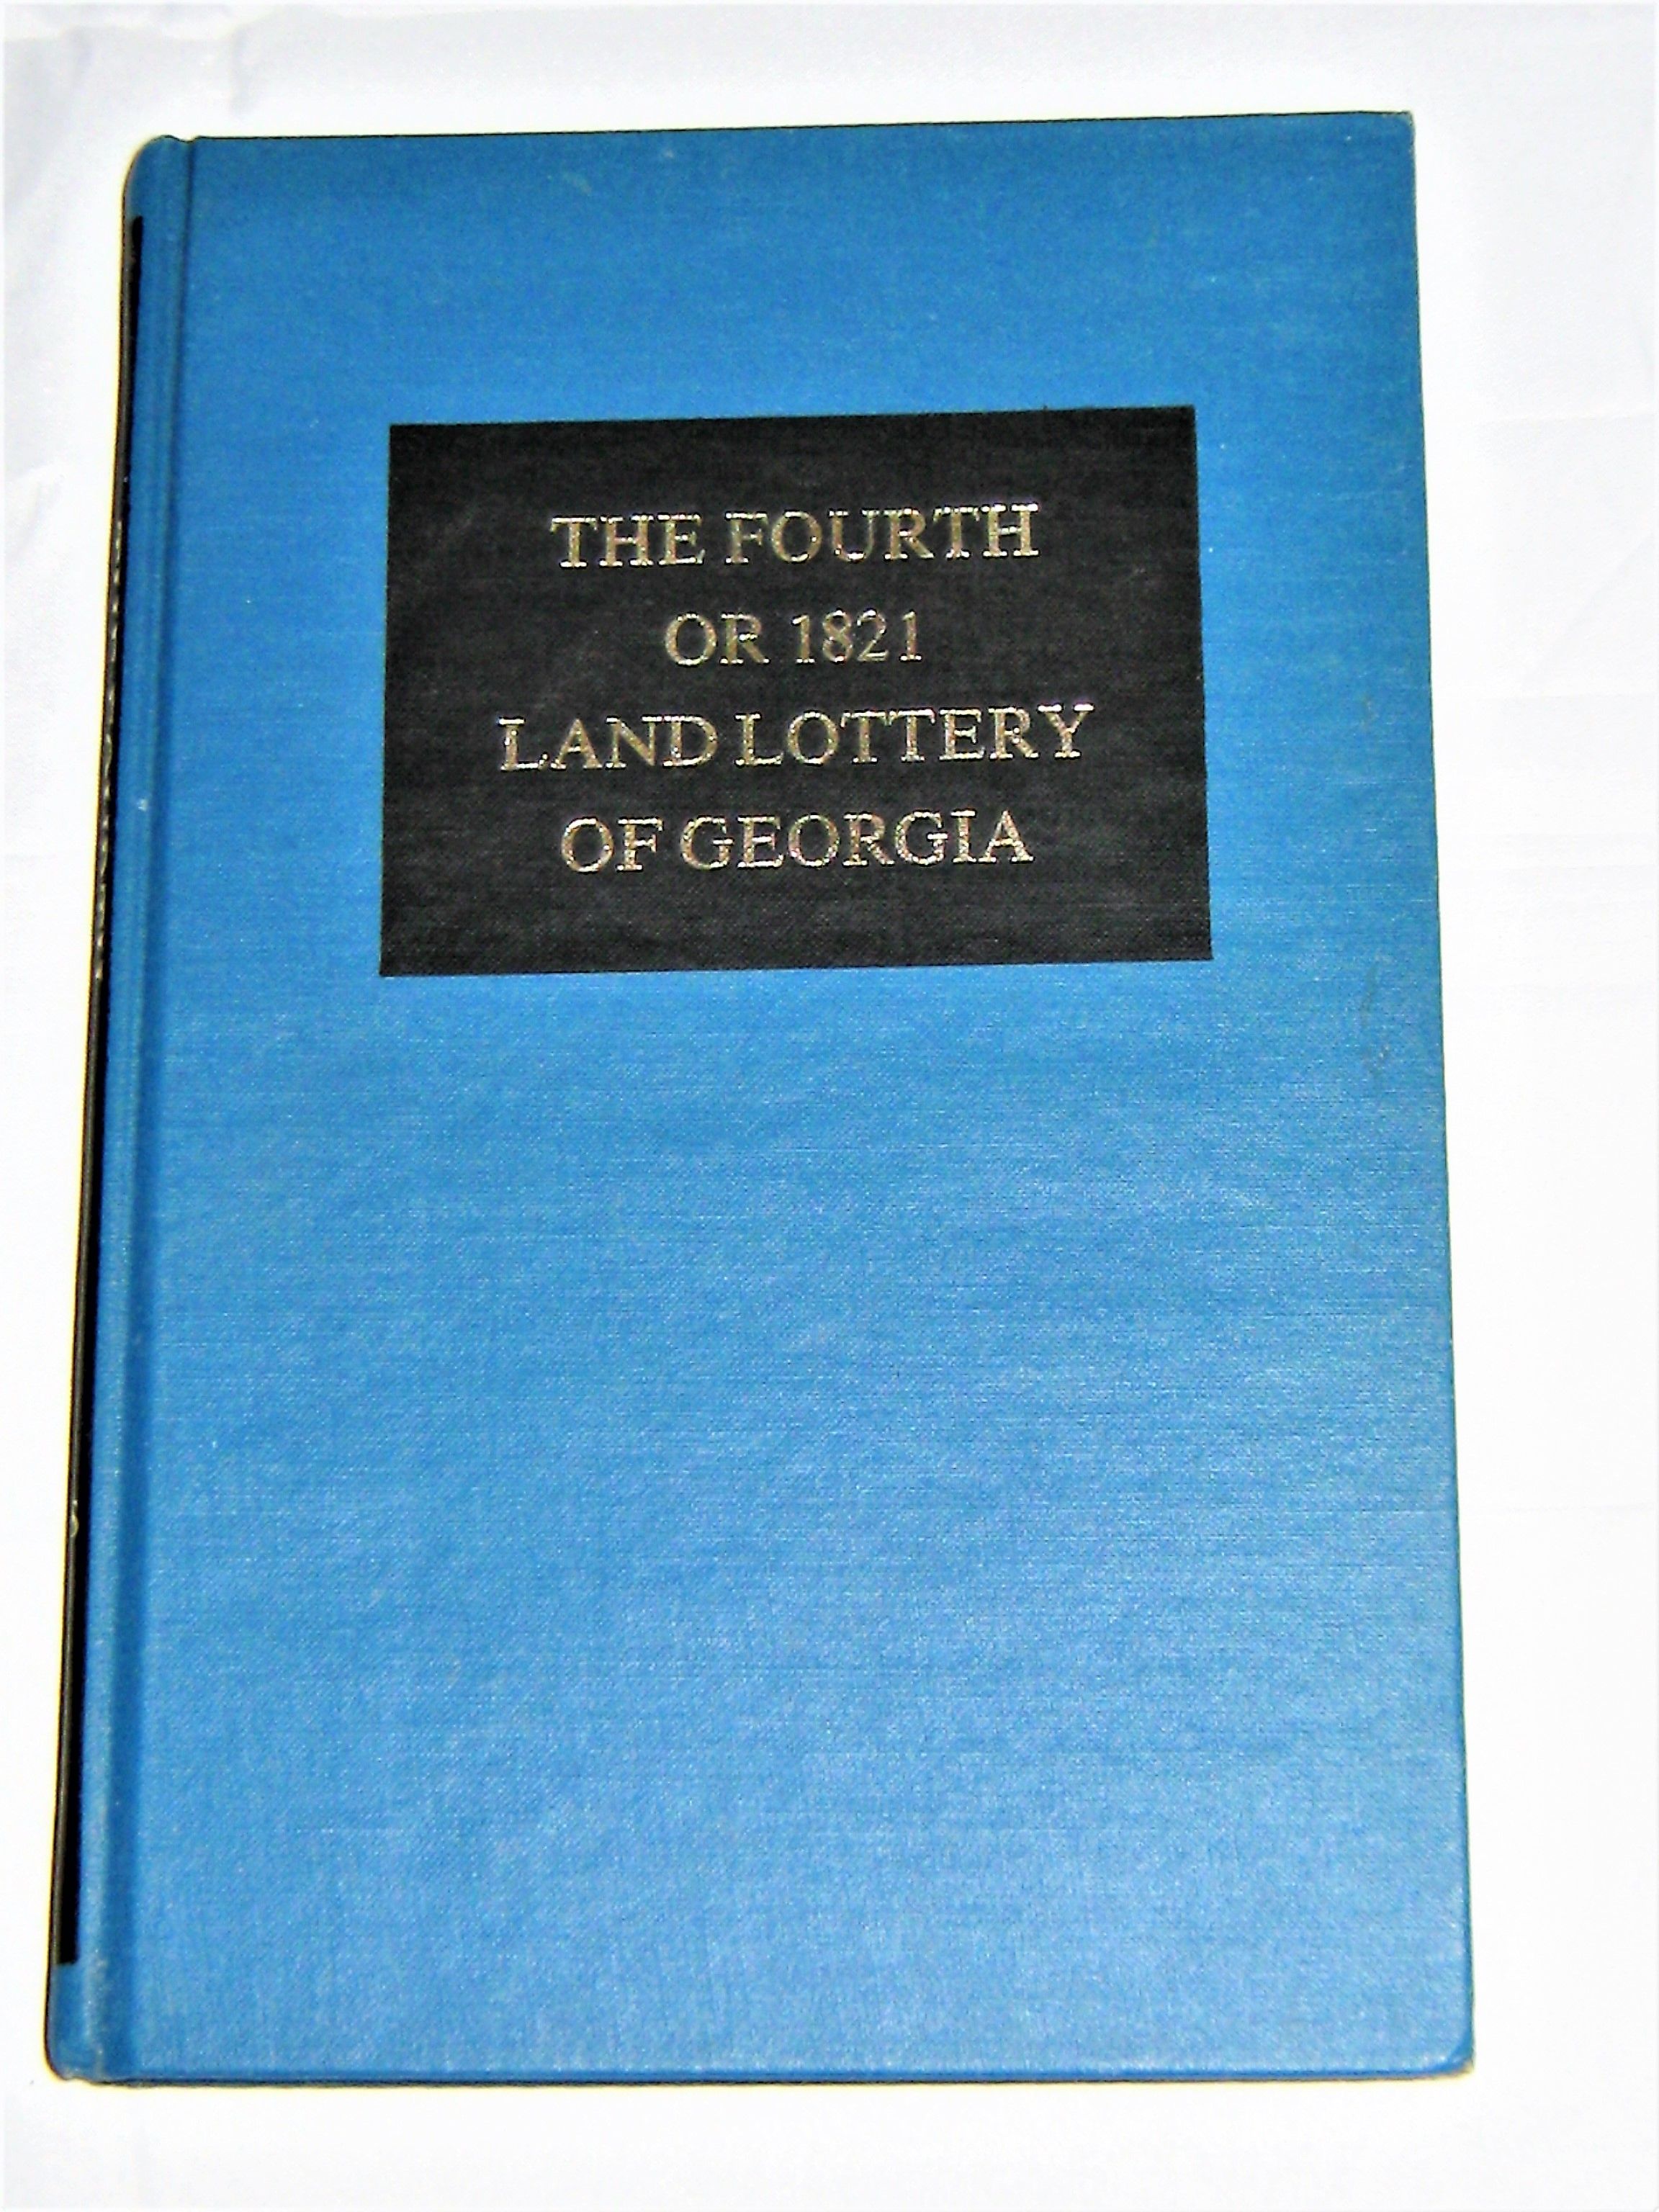 THE FOURTH
OR 1821
LAND LOTTERY
OF GEORGIA